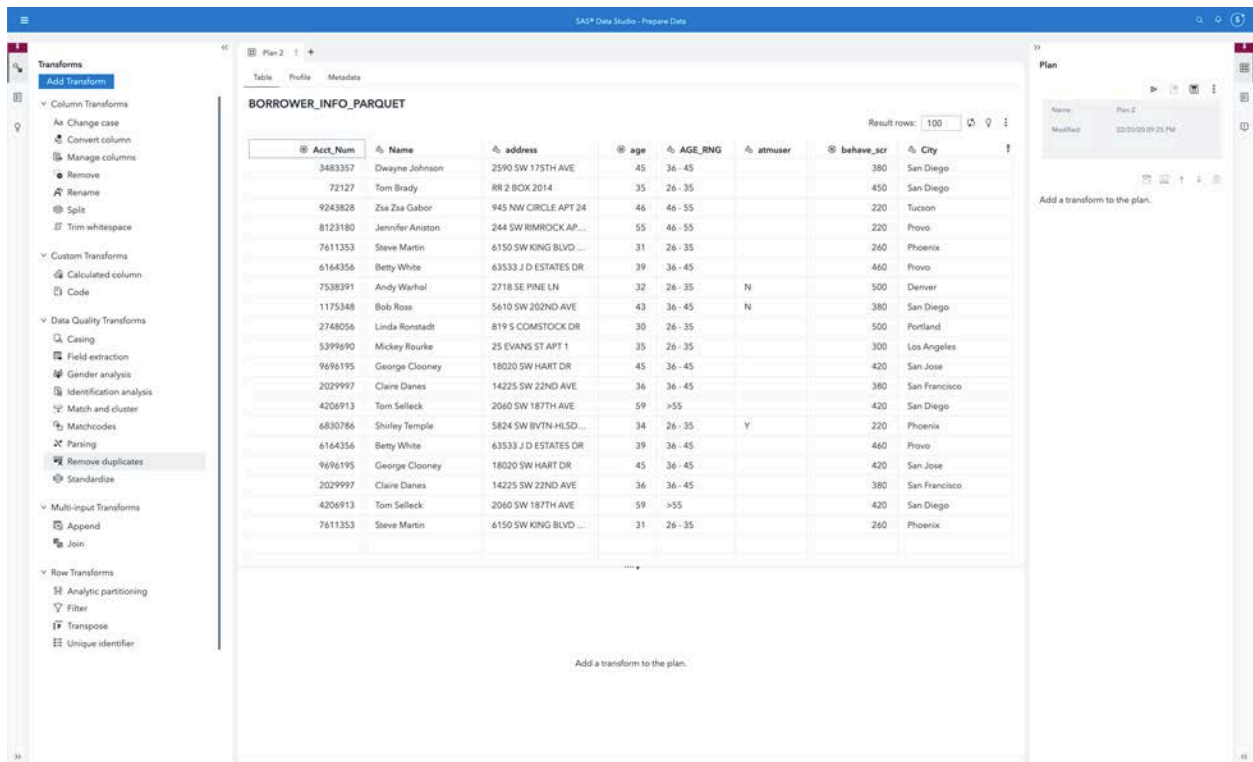 SAS® Data Studio - Prepare Data
Transforms
Add Transform
Column Transforms
Aa Change case
Convert column
Manage columns
Remove
Rename
Split
Trim whitespace
Custom Transforms
Calculated column
Code
Data Quality Transforms
Casing
Field extraction
Gender analysis
Identification analysis
Match and cluster
Matchcodes
Parsing
Remove duplicates
Standardize
Multi-input Transforms
Append
Join
Row Transforms
Analytic partitioning
Filter
Transpose
Unique identifier
Plan 2
Table Profile Metadata
BORROWER_INFO_PARQUET
Result rows: 100
Acct_Num Name address age AGE_RNG atmuser behave_scr City
3483357 Dwayne Johnson 2590 SW 175TH AVE 45 36 - 45 380 San Diego
72127 Tom Brady RR 2 BOX 2014 35 26 - 35 450 San Diego
9243828 Zsa Zsa Gabor 945 NW CIRCLE APT 24 46 46 - 55 220 Tucson
8123180 Jennifer Aniston 244 SW RIMROCK AP... 55 46 - 55 220 Provo
7611353 Steve Martin 6150 SW KING BLVD ... 31 26 - 35 260 Phoenix
6164356 Betty White 63533 J D ESTATES DR 39 36 - 45 460 Provo
7538391 Andy Warhol 2718 SE PINE LN 32 26 - 35 N 500 Denver
1175348 Bob Ross 5610 SW 202ND AVE 43 36 - 45 N 380 San Diego
2748056 Linda Ronstadt 819 S COMSTOCK DR 30 26 - 35 500 Portland
5399690 Mickey Rourke 25 EVANS ST APT 1 35 26 - 35 300 Los Angeles
9696195 George Clooney 18020 SW HART DR 45 36 - 45 420 San Jose
2029997 Claire Danes 14225 SW 22ND AVE 36 36 - 45 380 San Francisco
4206913 Tom Selleck 2060 SW 187TH AVE 59 >55 420 San Diego
6830786 Shirley Temple 5824 SW BVTN-HLSD... 34 26 - 35 Y 220 Phoenix
6164356 Betty White 63533 J D ESTATES DR 39 36 - 45 460 Provo
9696195 George Clooney 18020 SW HART DR 45 36 - 45 420 San Jose
2029997 Claire Danes 14225 SW 22ND AVE 36 36 - 45 380 San Francisco
4206913 Tom Selleck 2060 SW 187TH AVE 59 >55 420 San Diego
7611353 Steve Martin 6150 SW KING BLVD ... 31 26 - 35 260 Phoenix
Add a transform to the plan.
Plan
Name: Plan 2
Modified: 02/20/20 09:25 PM
Add a transform to the plan.
S